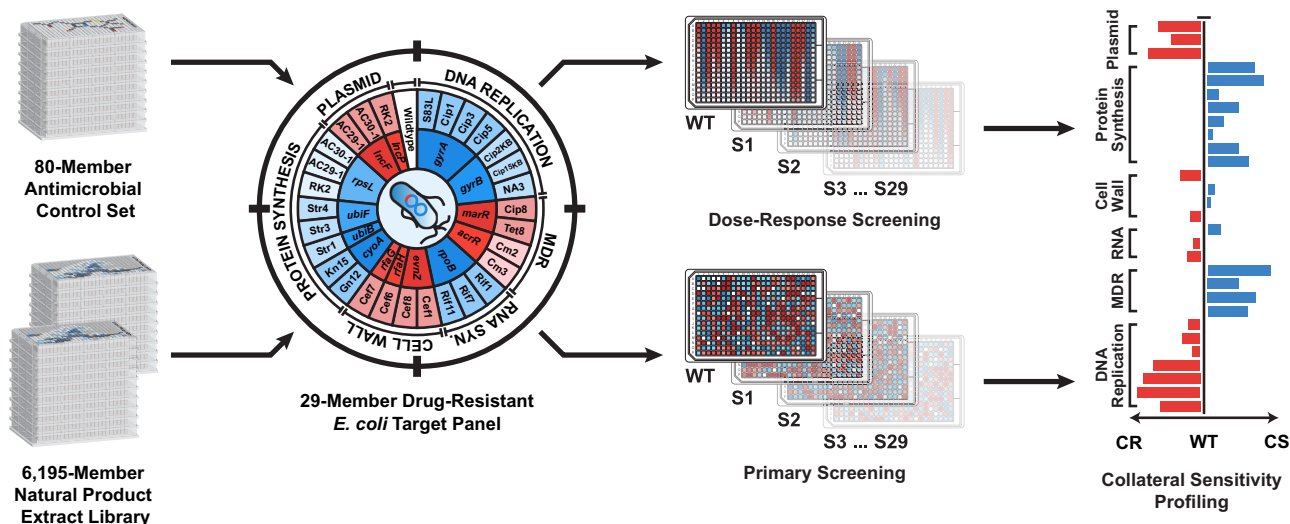 80-Member
Antimicrobial
Control Set
6,195-Member
Natural Product
Extract Library
PLASMID
DNA REPLICATION
MDR
RNA SYN.
CELL WALL
PROTEIN SYNTHESIS
Wildtype
S83L
Cip1
Cip3
Cip5
Cip2KB
Cip15KB
NA3
Cip8
Tet8
Cm2
Cm3
Rif1
Rif7
Rif11
Cef1
Cef8
Cef6
Cef7
Gn12
Kn15
Str1
Str3
Str4
RK2
AC29-1
AC30-1
AC29-1
AC30-1
RK2
gyrA
gyrB
marR
acrR
rpoB
evnZ
rfaH
rfaG
cyoA
ubiB
ubiF
rpsL
IncF
IncP
29-Member Drug-Resistant
E. coli Target Panel
WT
S1
S2
S3 ... S29
Dose-Response Screening
WT
S1
S2
S3 ... S29
Primary Screening
Plasmid
Protein
Synthesis
Cell
Wall
RNA
MDR
DNA
Replication
CR
WT
CS
Collateral Sensitivity
Profiling